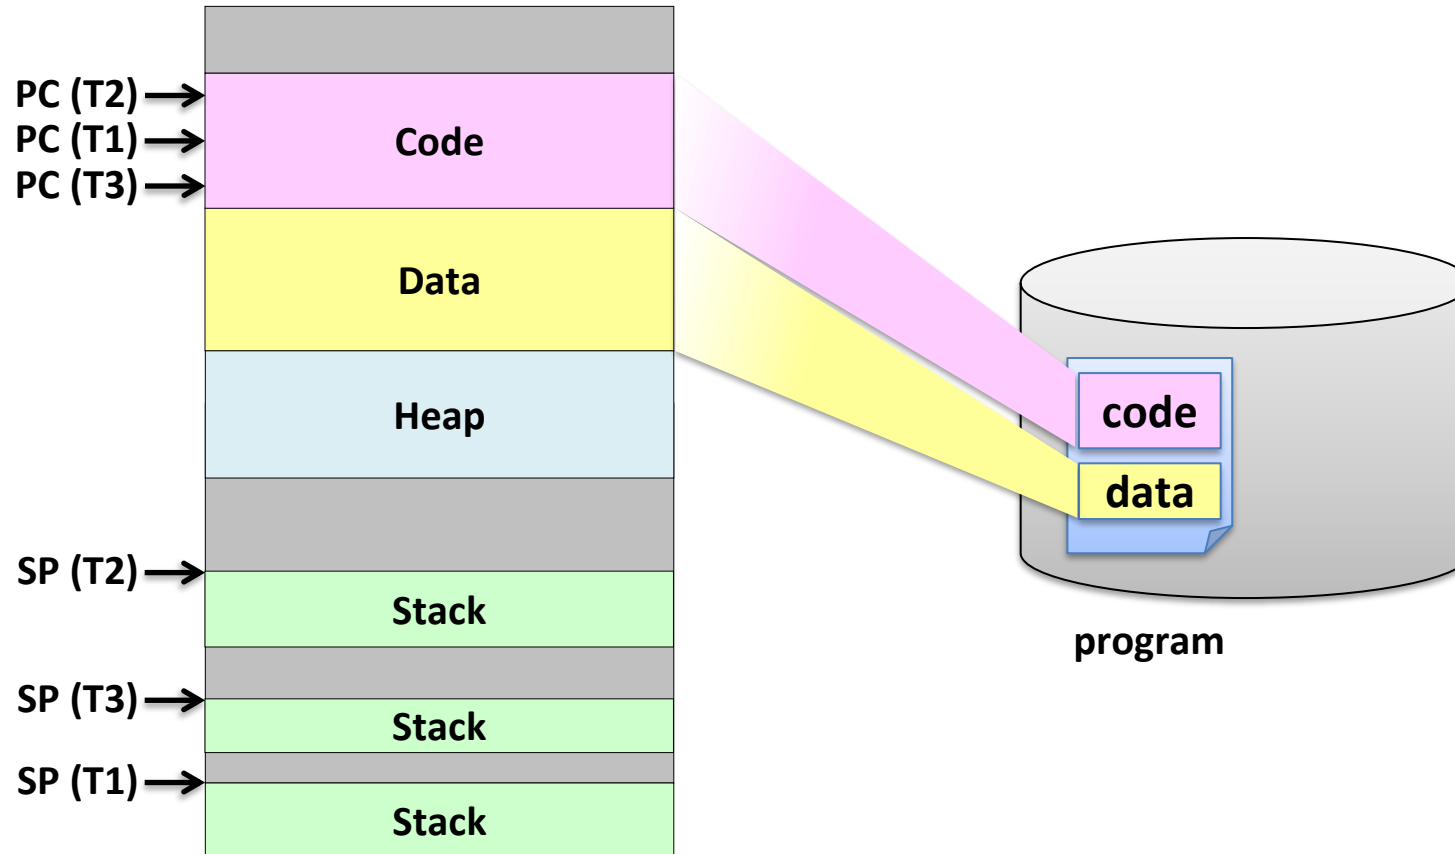 PC (T2)
PC (T1)
PC (T3)
Code
Data
Heap
SP (T2)
Stack
SP (T3)
Stack
SP (T1)
Stack
code
data
program